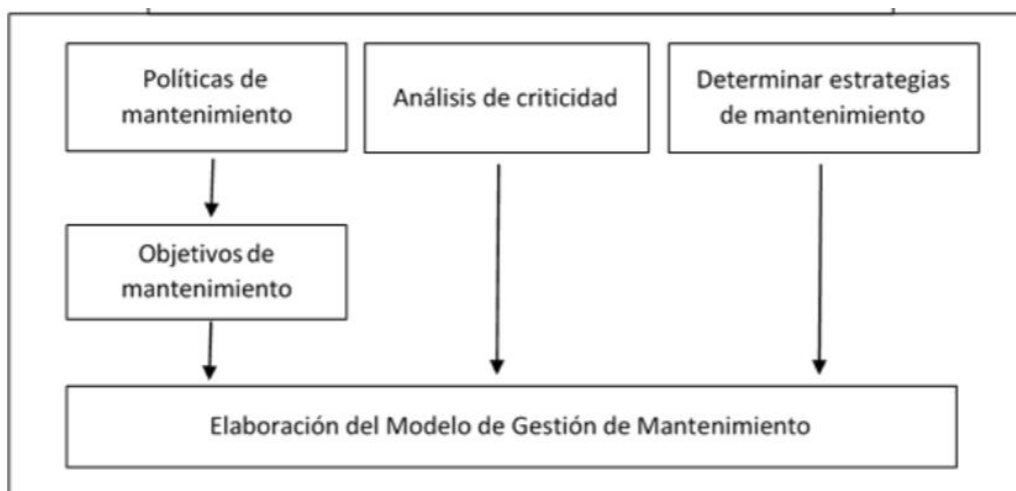 Políticas de
mantenimiento
Análisis de criticidad
Determinar estrategias
de mantenimiento
Objetivos de
mantenimiento
Elaboración del Modelo de Gestión de Mantenimiento